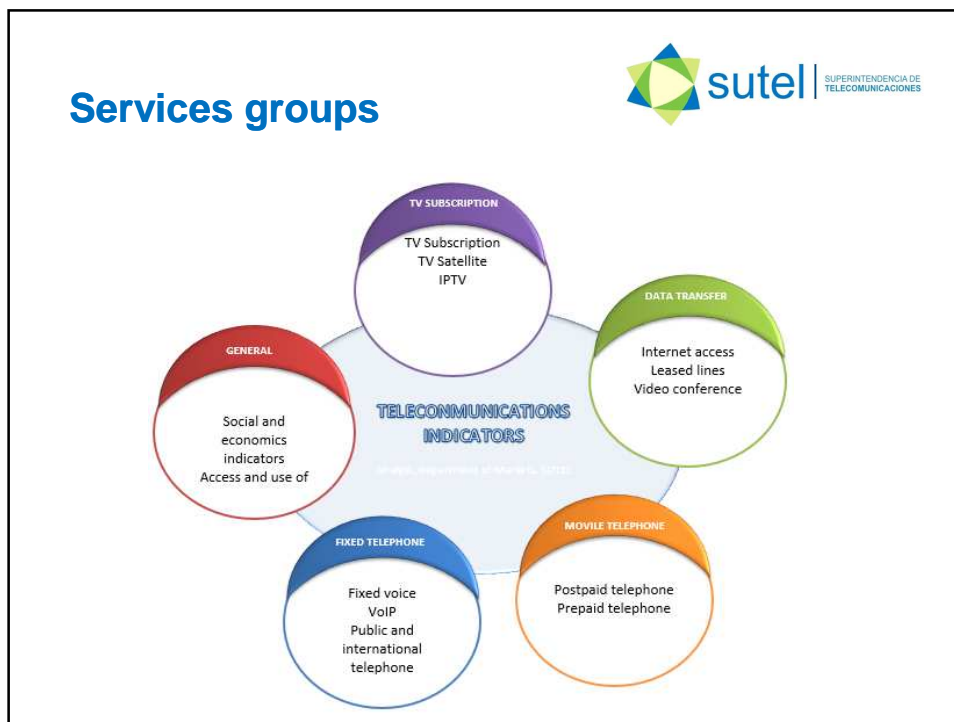 Services groups
sutel
SUPERINTENDENCIA DE
TELECOMUNICACIONES
TV SUBSCRIPTION
TV Subscription
TV Satellite
IPTV
DATA TRANSFER
Internet access
Leased lines
Video conference
GENERAL
Social and
economics
indicators
Access and use of
TELECONMUNICATIONS
INDICATORS
FIXED TELEPHONE
Fixed voice
VoIP
Public and
international
telephone
MOVILE TELEPHONE
Postpaid telephone
Prepaid telephone